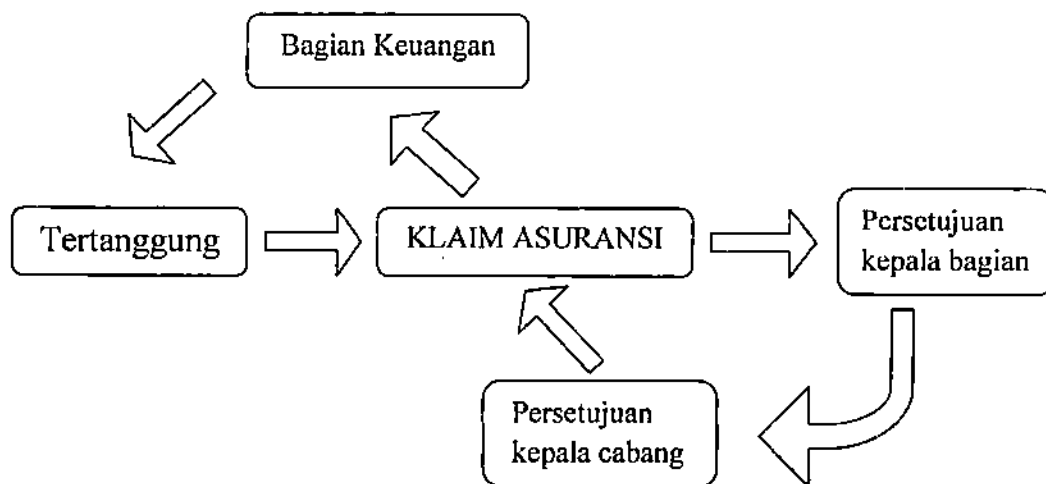 Bagian Keuangan
Tertanggung
KLAIM ASURANSI
Persetujuan
kepala bagian
Persetujuan
kepala cabang